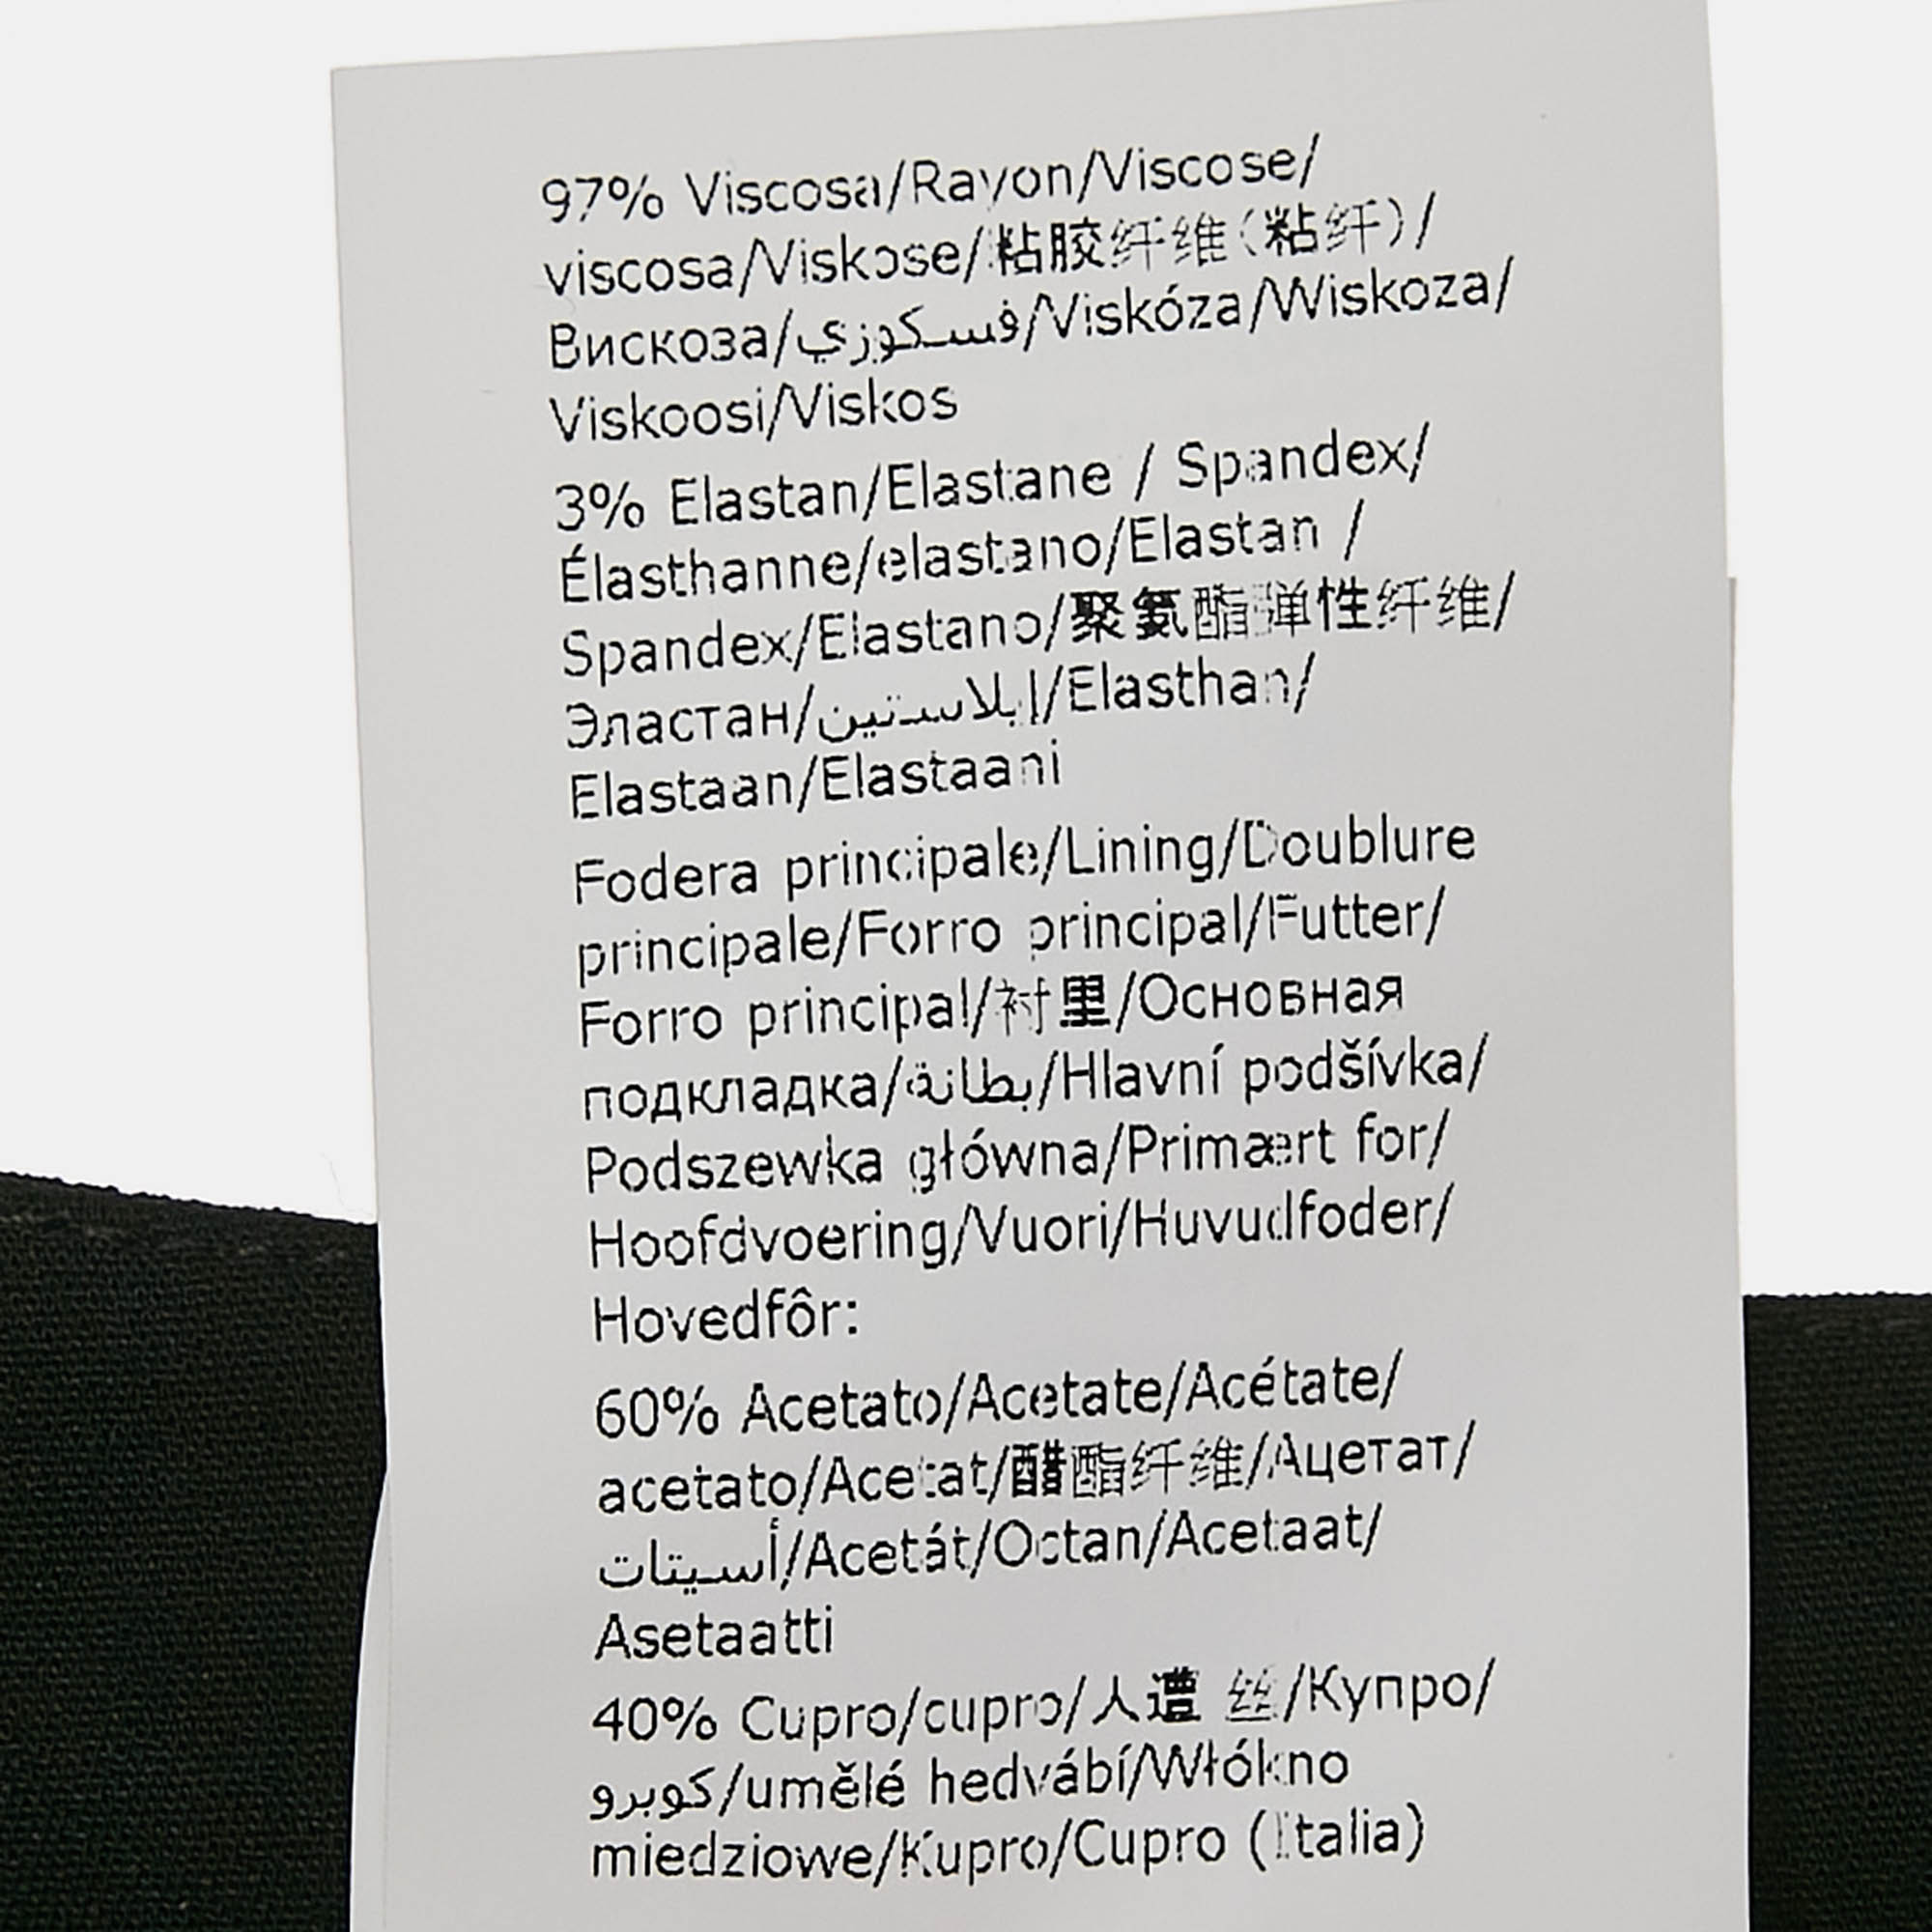 97% Viscosa/Rayon/Viscose/
viscosa/Viskose/粘胶纤维(粘纤)/
Вискоза/فسكوزي/Viskóza/Wiskoza/
Viskoosi/Viskos
3% Elastan/Elastane / Spandex/
Élasthanne/elastano/Elastan /
Spandex/Elastano/聚氨酯弹性纤维/
Эластан/إيلاستين/Elasthan/
Elastaan/Elastaani
Fodera principale/Lining/Doublure
principale/Forro principal/Futter/
Forro principal/衬里/Основная
подкладка/بطانة/Hlavní podšívka/
Podszewka główna/Primært for/
Hoofdvoering/Vuori/Huvudfoder/
Hovedfôr:
60% Acetato/Acetate/Acétate/
acetato/Acetat/醋酯纤维/Ацетат/
أسيتات/Acetát/Octan/Acetaat/
Asetaatti
40% Cupro/cupro/人遭 丝/Купро/
كوبرو/umělé hedvábí/Włókno
miedziowe/Kupro/Cupro (Italia)